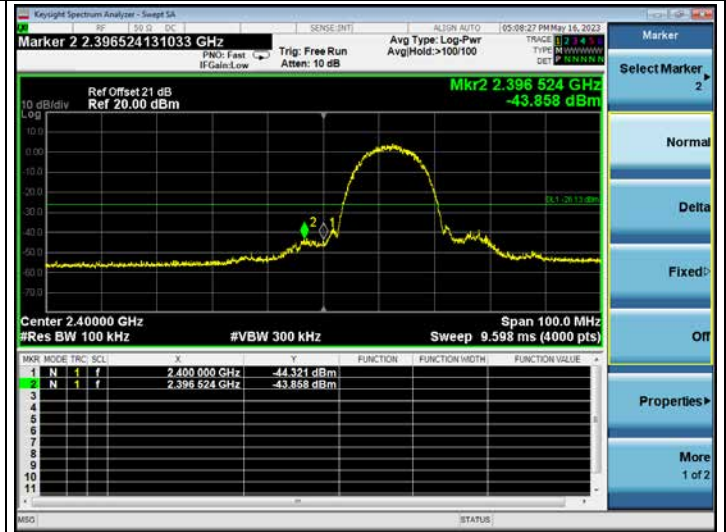 Keysight Spectrum Analyzer - Swept SA
RF 50 Ω DC SENSE:INT ALIGN AUTO 05:08:27 PM May 16, 2023
Marker 2 2.396524131033 GHz
PNO: Fast
IFGain:Low
Trig: Free Run
Atten: 10 dB
Avg Type: Log-Pwr
Avg|Hold:>100/100
TRACE 1 2 3 4 5 6
TYPE M WWWWW
DET P NNNNN
Mkr2 2.396 524 GHz
-43.858 dBm
Ref Offset 21 dB
10 dB/div Ref 20.00 dBm
Log
10.0
0.00
-10.0
-20.0
DL1 -26.13 dBm
-30.0
-40.0
2 1
-50.0
-60.0
-70.0
Center 2.40000 GHz Span 100.0 MHz
#Res BW 100 kHz #VBW 300 kHz Sweep 9.598 ms (4000 pts)
MKR MODE TRC SCL X Y FUNCTION FUNCTION WIDTH FUNCTION VALUE
1 N 1 f 2.400 000 GHz -44.321 dBm
2 N 1 f 2.396 524 GHz -43.858 dBm
3
4
5
6
7
8
9
10
11
MSG STATUS
Marker
Select Marker
2
Normal
Delta
Fixed
Off
Properties
More
1 of 2